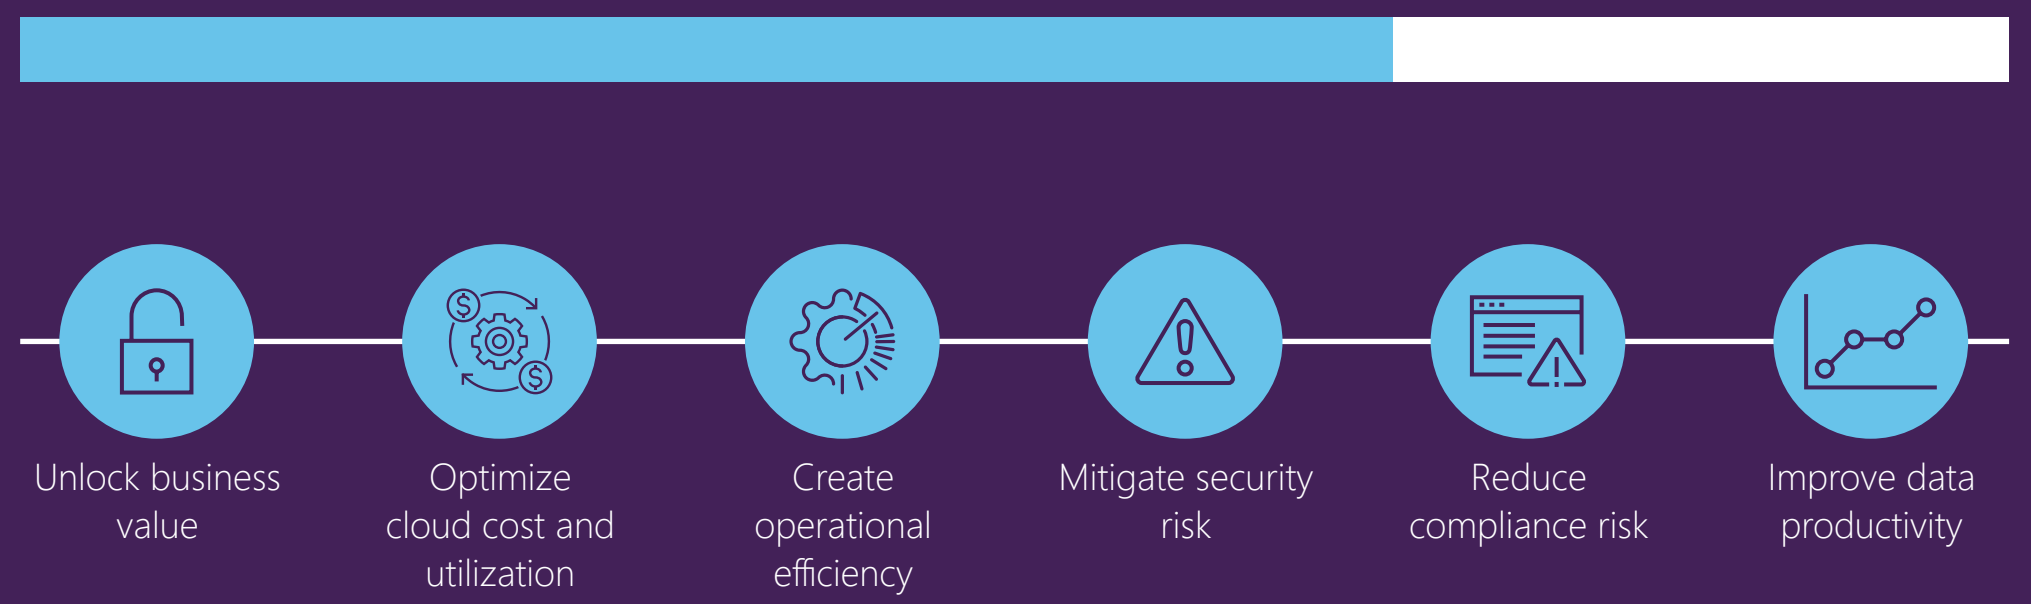 Unlock business
value
Optimize
cloud cost and
utilization
Create
operational
efficiency
Mitigate security
risk
Reduce
compliance risk
Improve data
productivity